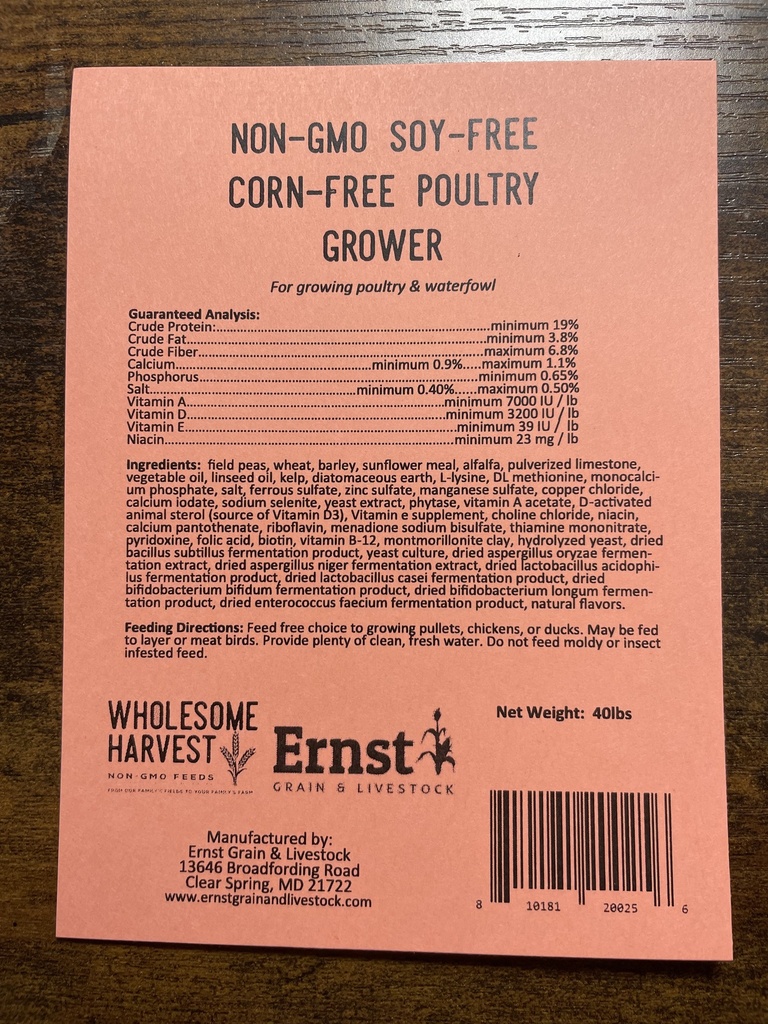 NON-GMO SOY-FREE
CORN-FREE POULTRY
GROWER
For growing poultry & waterfowl
Guaranteed Analysis:
Crude Protein:..........................................................................minimum 19%
Crude Fat..................................................................................minimum 3.8%
Crude Fiber.............................................................................maximum 6.8%
Calcium..............................................minimum 0.9%.....maximum 1.1%
Phosphorus...........................................................................minimum 0.65%
Salt.....................................................minimum 0.40%......maximum 0.50%
Vitamin A......................................................................minimum 7000 IU / lb
Vitamin D......................................................................minimum 3200 IU / lb
Vitamin E.........................................................................minimum 39 IU / lb
Niacin..............................................................................minimum 23 mg / lb
Ingredients: field peas, wheat, barley, sunflower meal, alfalfa, pulverized limestone,
vegetable oil, linseed oil, kelp, diatomaceous earth, L-lysine, DL methionine, monocalci-
um phosphate, salt, ferrous sulfate, zinc sulfate, manganese sulfate, copper chloride,
calcium iodate, sodium selenite, yeast extract, phytase, vitamin A acetate, D-activated
animal sterol (source of Vitamin D3), Vitamin e supplement, choline chloride, niacin,
calcium pantothenate, riboflavin, menadione sodium bisulfate, thiamine mononitrate,
pyridoxine, folic acid, biotin, vitamin B-12, montmorillonite clay, hydrolyzed yeast, dried
bacillus subtillus fermentation product, yeast culture, dried aspergillus oryzae fermen-
tation extract, dried aspergillus niger fermentation extract, dried lactobacillus acidophi-
lus fermentation product, dried lactobacillus casei fermentation product, dried
bifidobacterium bifidum fermentation product, dried bifidobacterium longum fermen-
tation product, dried enterococcus faecium fermentation product, natural flavors.
Feeding Directions: Feed free choice to growing pullets, chickens, or ducks. May be fed
to layer or meat birds. Provide plenty of clean, fresh water. Do not feed moldy or insect
infested feed.
WHOLESOME
HARVEST
NON-GMO FEEDS
FROM OUR FAMILY'S FIELDS TO YOUR FAMILY'S FARM
Ernst
GRAIN & LIVESTOCK
Net Weight: 40lbs
Manufactured by:
Ernst Grain & Livestock
13646 Broadfording Road
Clear Spring, MD 21722
www.ernstgrainandlivestock.com
8 10181 20025 6